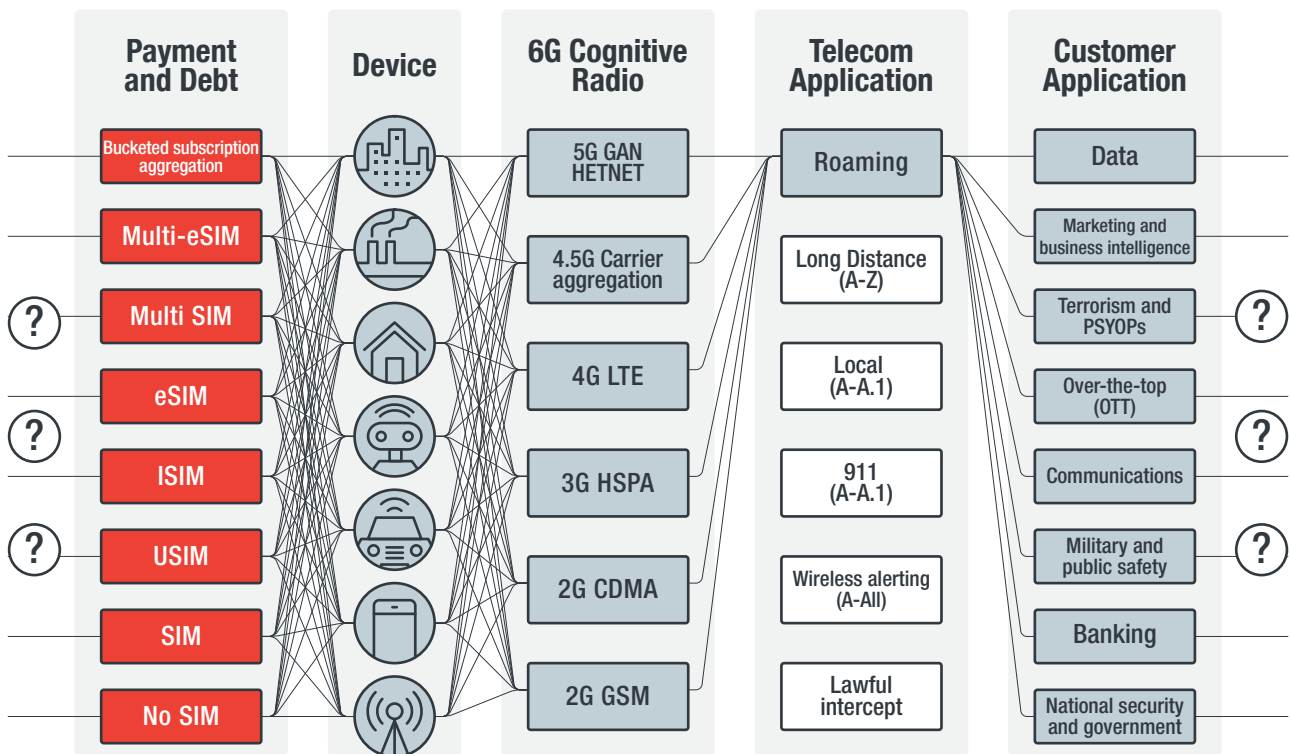 Payment
and Debt
Device
6G Cognitive
Radio
Telecom
Application
Customer
Application
Bucketed subscription
aggregation
Multi-eSIM
Multi SIM
eSIM
ISIM
USIM
SIM
No SIM
?
?
?
5G GAN
HETNET
4.5G Carrier
aggregation
4G LTE
3G HSPA
2G CDMA
2G GSM
Roaming
Long Distance
(A-Z)
Local
(A-A.1)
911
(A-A.1)
Wireless alerting
(A-All)
Lawful
intercept
Data
Marketing and
business intelligence
Terrorism and
PSYOPs
Over-the-top
(OTT)
Communications
Military and
public safety
Banking
National security
and government
?
?
?